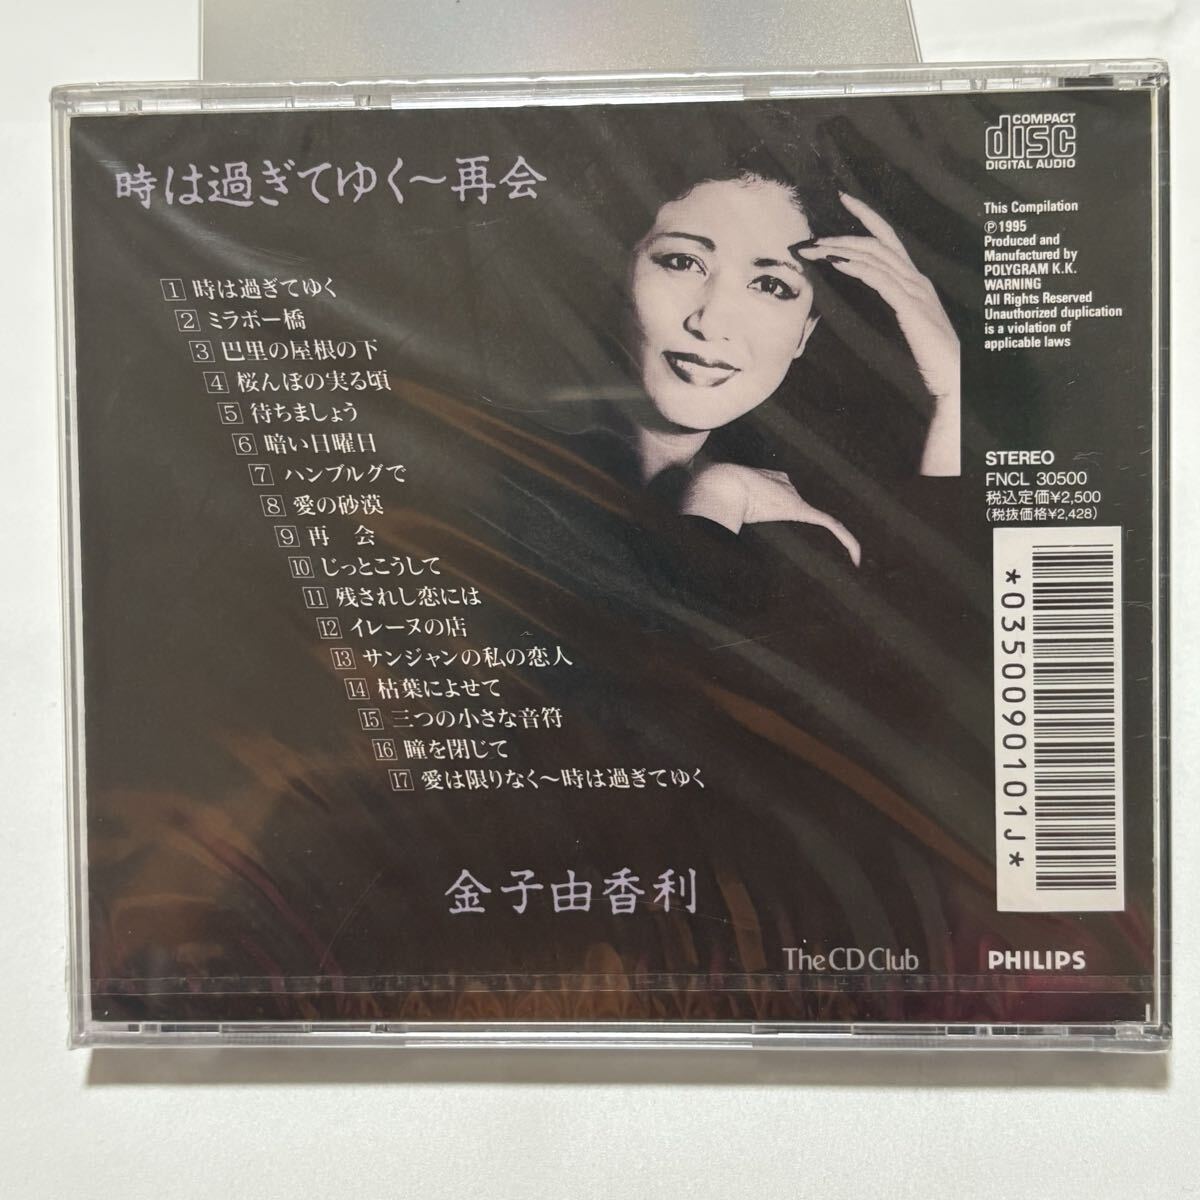 時は過ぎてゆく〜再会
1 時は過ぎてゆく
2 ミラボー橋
3 巴里の屋根の下
4 桜んぼの実る頃
5 待ちましょう
6 暗い日曜日
7 ハンブルグで
8 愛の砂漠
9 再 会
10 じっとこうして
11 残されし恋には
12 イレーヌの店
13 サンジャンの私の恋人
14 枯葉によせて
15 三つの小さな音符
16 瞳を閉じて
17 愛は限りなく〜時は過ぎてゆく
金子由香利
COMPACT
disc
DIGITAL AUDIO
This Compilation
℗1995
Produced and
Manufactured by
POLYGRAM K.K.
WARNING
All Rights Reserved
Unauthorized duplication
is a violation of
applicable laws
STEREO
FNCL 30500
税込定価¥2,500
(税抜価格¥2,428)
*0350090101J*
The CD Club
PHILIPS